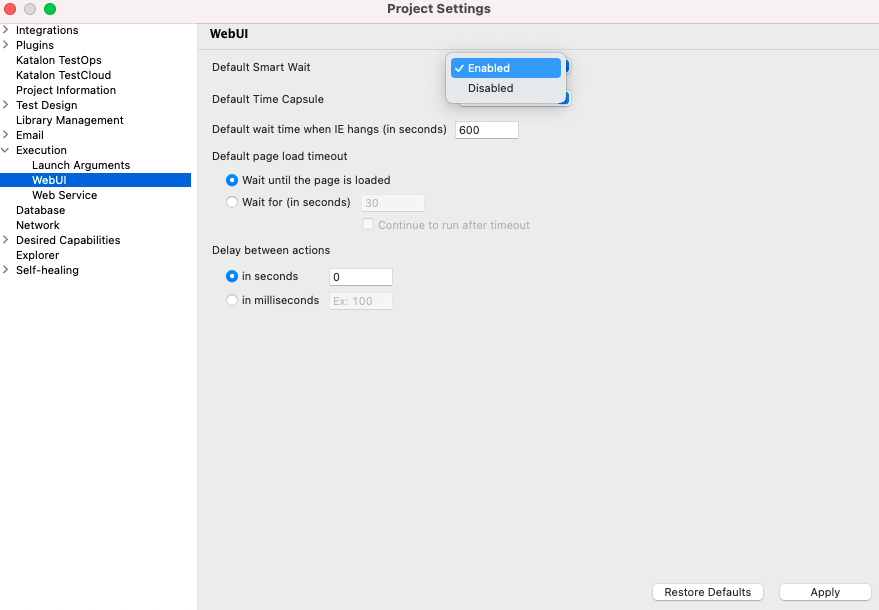 Project Settings
Integrations
Plugins
Katalon TestOps
Katalon TestCloud
Project Information
Test Design
Library Management
Email
Execution
Launch Arguments
WebUI
Web Service
Database
Network
Desired Capabilities
Explorer
Self-healing
WebUI
Default Smart Wait
Enabled
Disabled
Default Time Capsule
Default wait time when IE hangs (in seconds) 600
Default page load timeout
Wait until the page is loaded
Wait for (in seconds) 30
Continue to run after timeout
Delay between actions
in seconds 0
in milliseconds Ex: 100
Restore Defaults Apply